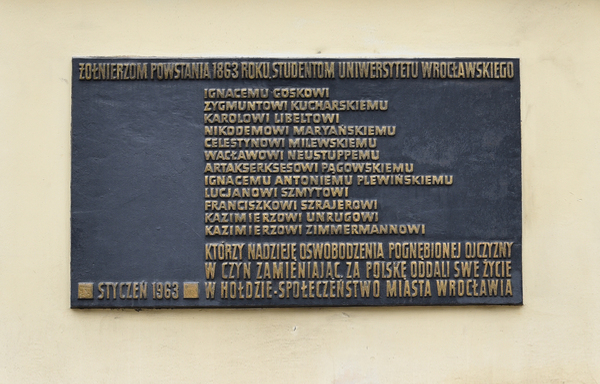 ŻOŁNIERZOM POWSTANIA 1863 ROKU, STUDENTOM UNIWERSYTETU WROCŁAWSKIEGO
IGNACEMU GOSKOWI
ZYGMUNTOWI KUCHARSKIEMU
KAROLOWI LIBELTOWI
NIKODEMOWI MARYAŃSKIEMU
CELESTYNOWI MILEWSKIEMU
WACŁAWOWI NEUSTUPPEMU
ARTAKSERKSESOWI PĄGOWSKIEMU
IGNACEMU ANTONIEMU PLEWIŃSKIEMU
LUCJANOWI SZMYTOWI
FRANCISZKOWI SZRAJEROWI
KAZIMIERZOWI UNRUGOWI
KAZIMIERZOWI ZIMMERMANNOWI
KTÓRZY NADZIEJĘ OSWOBODZENIA POGNĘBIONEJ OJCZYZNY
W CZYN ZAMIENIAJĄC, ZA POLSKĘ ODDALI SWE ŻYCIE
STYCZEŃ 1963 W HOŁDZIE-SPOŁECZEŃSTWO MIASTA WROCŁAWIA